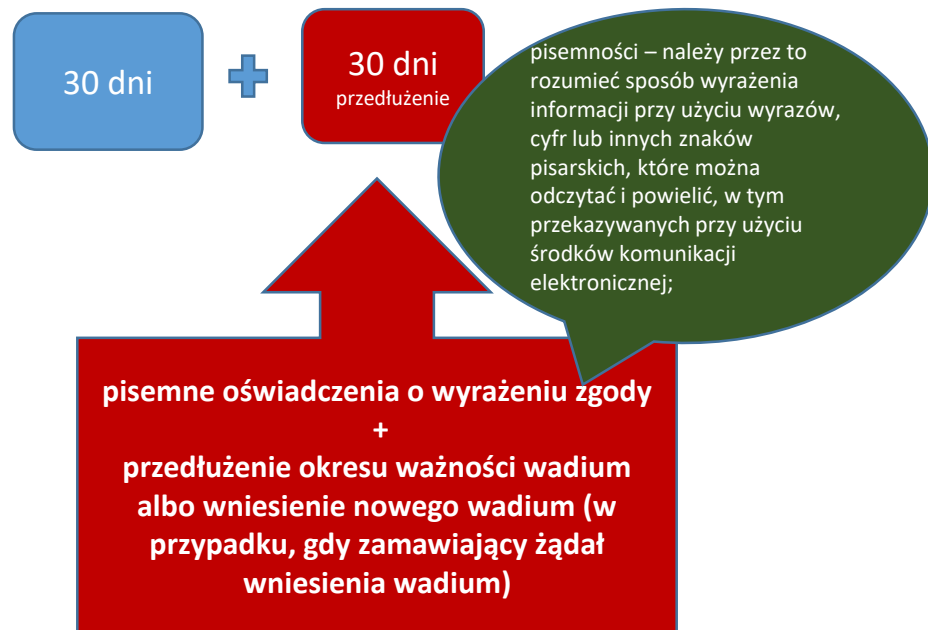 30 dni
30 dni
przedłużenie
pisemności – należy przez to
rozumieć sposób wyrażenia
informacji przy użyciu wyrazów,
cyfr lub innych znaków
pisarskich, które można
odczytać i powielić, w tym
przekazywanych przy użyciu
środków komunikacji
elektronicznej;
pisemne oświadczenia o wyrażeniu zgody
+
przedłużenie okresu ważności wadium
albo wniesienie nowego wadium (w
przypadku, gdy zamawiający żądał
wniesienia wadium)